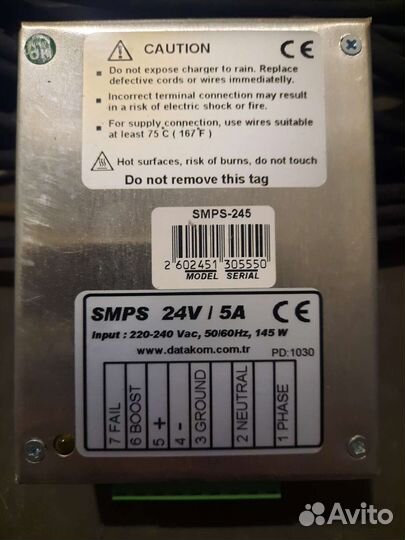 CAUTION
Do not expose charger to rain. Replace
defective cords or wires immediatelly.
Incorrect terminal connection may result
in a risk of electric shock or fire.
For supply connection, use wires suitable
at least 75 C ( 167 F )
Hot surfaces, risk of burns, do not touch
Do not remove this tag
SMPS-245
2 602451 305550
MODEL SERIAL
SMPS 24V / 5A
Input : 220-240 Vac, 50/60Hz, 145 W
www.datakom.com.tr PD:1030
7 FAIL
6 BOOST
5 +
4 -
3 GROUND
2 NEUTRAL
1 PHASE
Avito